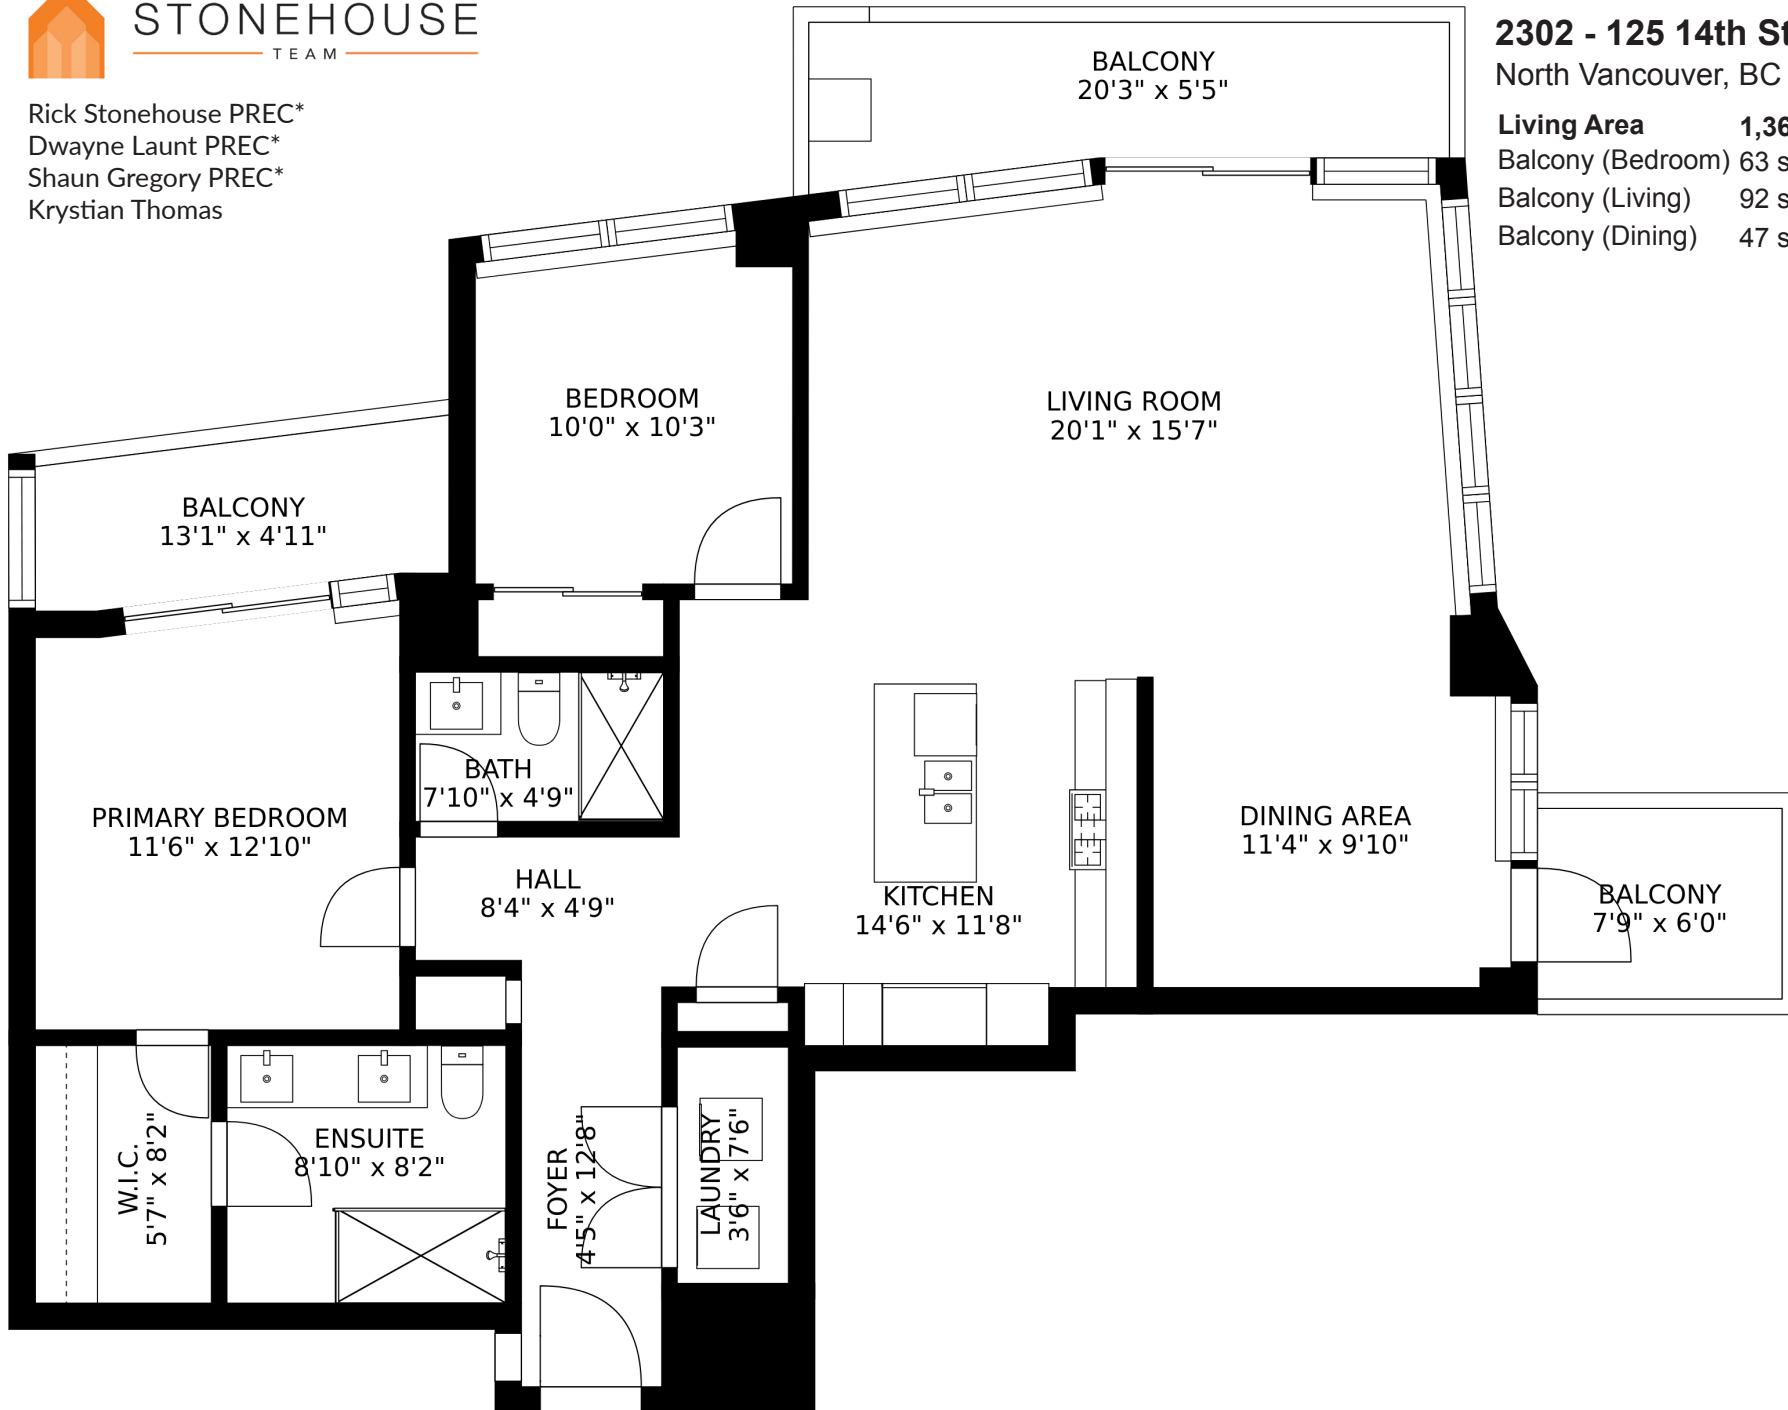 STONEHOUSE
TEAM
Rick Stonehouse PREC*
Dwayne Launt PREC*
Shaun Gregory PREC*
Krystian Thomas
2302 - 125 14th St
North Vancouver, BC
Living Area 1,36
Balcony (Bedroom) 63 s
Balcony (Living) 92 s
Balcony (Dining) 47 s
BALCONY
20'3" x 5'5"
BEDROOM
10'0" x 10'3"
LIVING ROOM
20'1" x 15'7"
BALCONY
13'1" x 4'11"
BATH
7'10" x 4'9"
PRIMARY BEDROOM
11'6" x 12'10"
DINING AREA
11'4" x 9'10"
HALL
8'4" x 4'9"
KITCHEN
14'6" x 11'8"
BALCONY
7'9" x 6'0"
W.I.C.
5'7" x 8'2"
ENSUITE
8'10" x 8'2"
FOYER
4'5" x 12'8"
LAUNDRY
3'6" x 7'6"